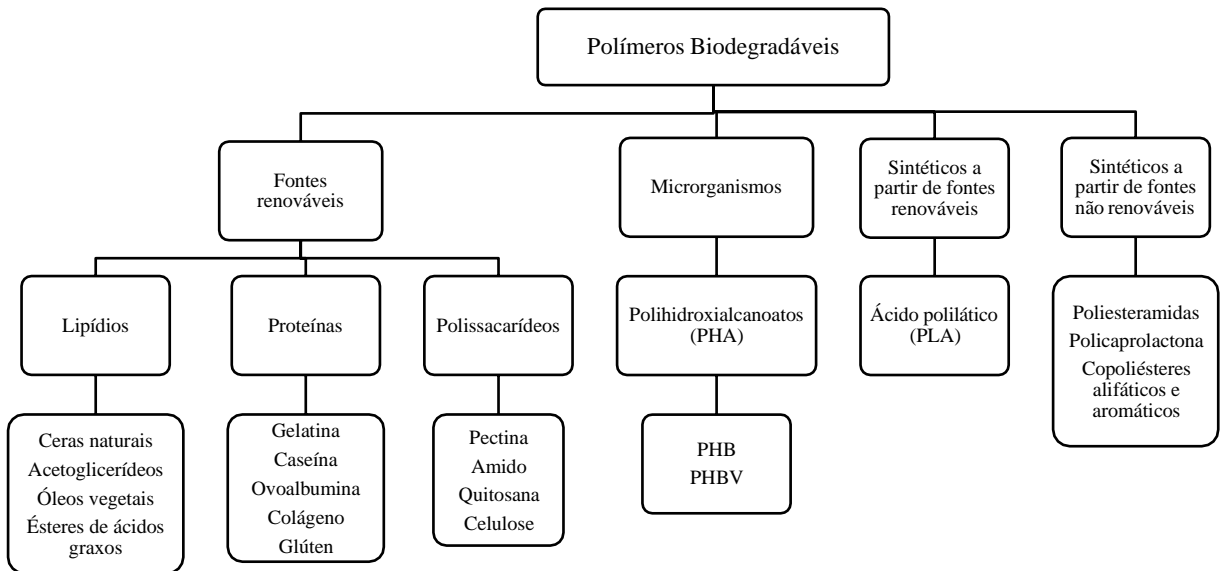 Polímeros Biodegradáveis
Fontes
renováveis
Microrganismos
Sintéticos a
partir de fontes
renováveis
Sintéticos a
partir de fontes
não renováveis
Lipídios
Proteínas
Polissacarídeos
Polihidroxialcanoatos
(PHA)
Ácido polilático
(PLA)
Poliesteramidas
Policaprolactona
Copoliésteres
alifáticos e
aromáticos
Ceras naturais
Acetoglicerídeos
Óleos vegetais
Ésteres de ácidos
graxos
Gelatina
Caseína
Ovoalbumina
Colágeno
Glúten
Pectina
Amido
Quitosana
Celulose
PHB
PHBV